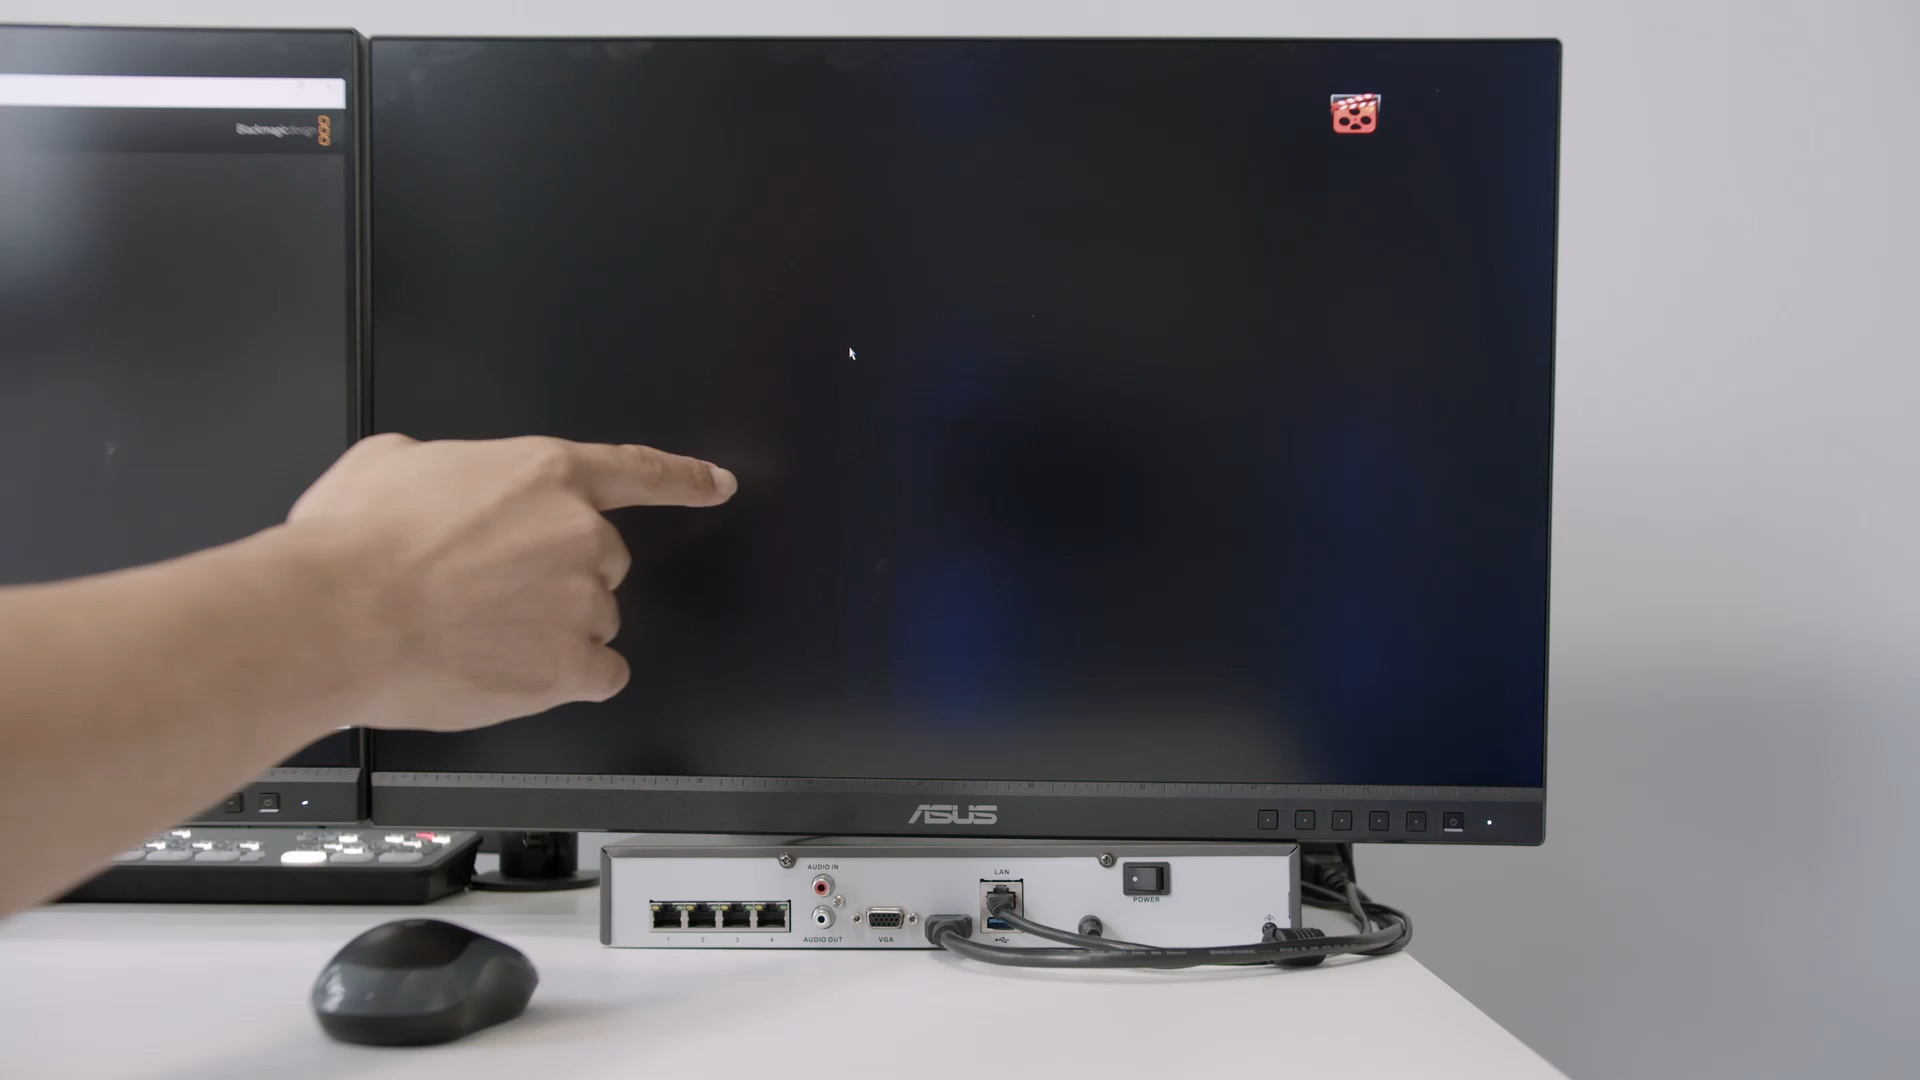 Blackmagicdesign
ASUS
AUDIO IN
LAN
POWER
1 2 3 4
AUDIO OUT
VGA